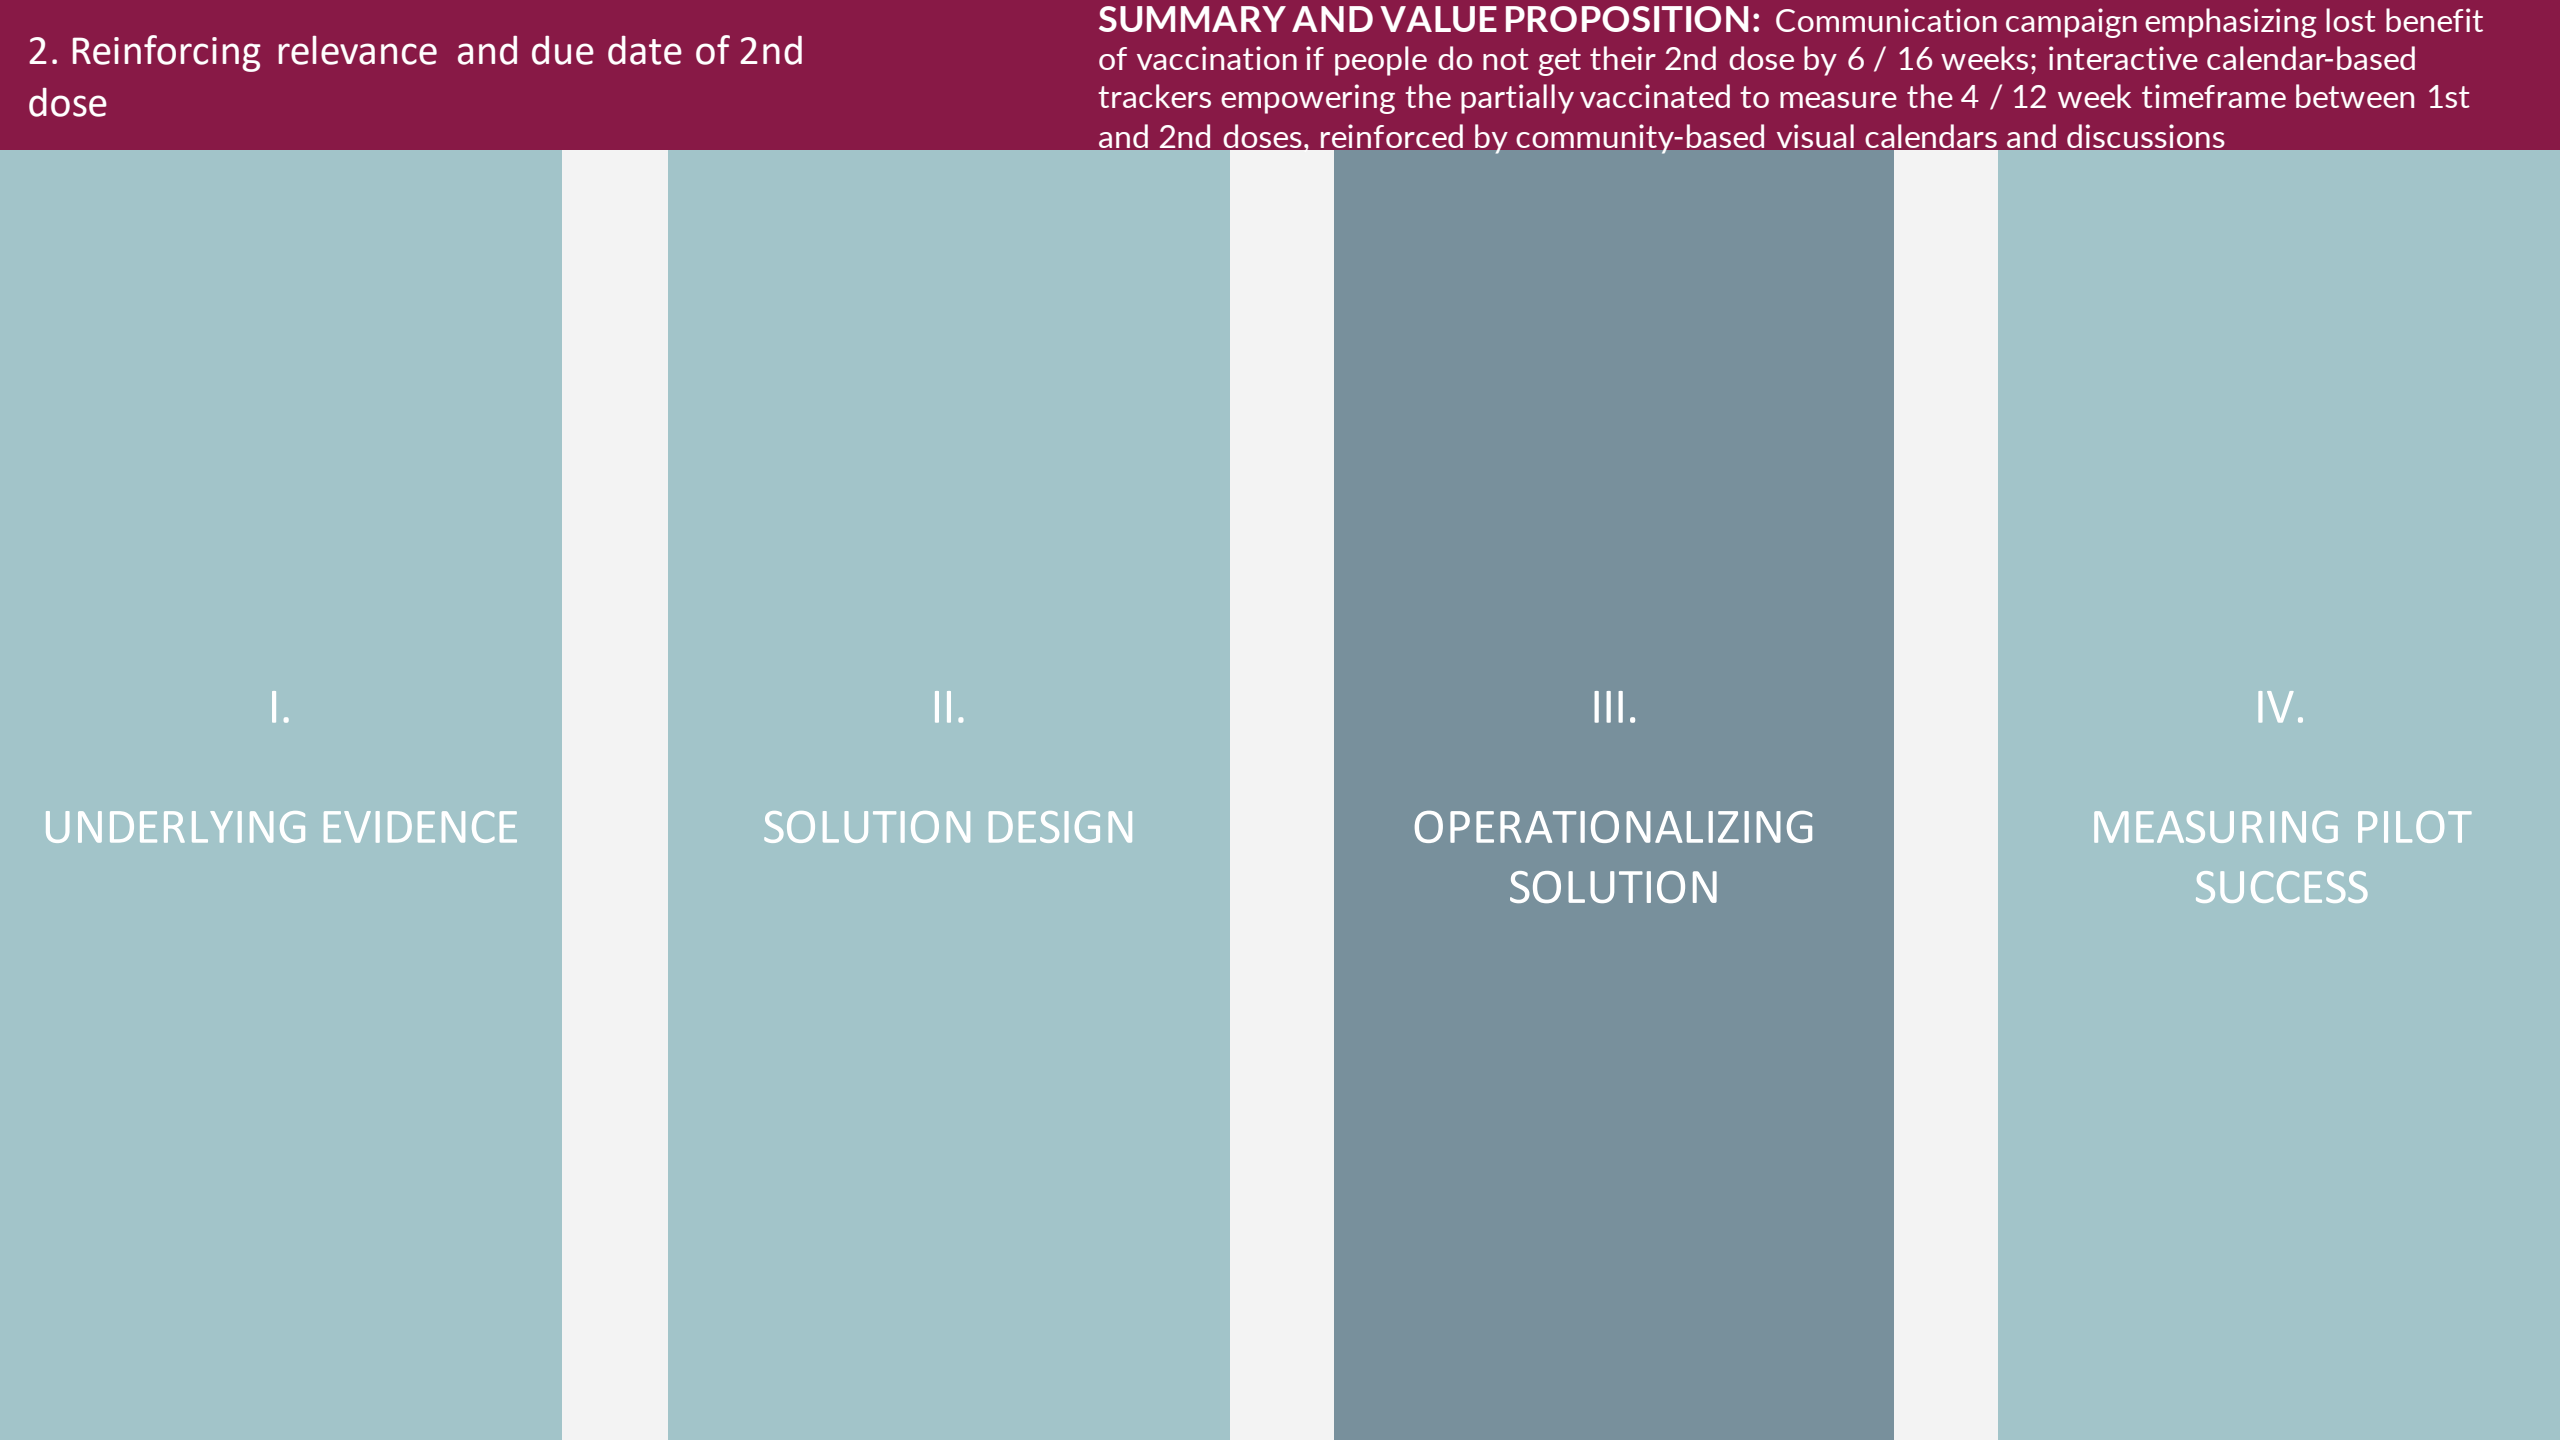 2. Reinforcing relevance and due date of 2nd
dose
SUMMARY AND VALUE PROPOSITION: Communication campaign emphasizing lost benefit
of vaccination if people do not get their 2nd dose by 6 / 16 weeks; interactive calendar-based
trackers empowering the partially vaccinated to measure the 4 / 12 week timeframe between 1st
and 2nd doses, reinforced by community-based visual calendars and discussions
I.
UNDERLYING EVIDENCE
II.
SOLUTION DESIGN
III.
OPERATIONALIZING
SOLUTION
IV.
MEASURING PILOT
SUCCESS